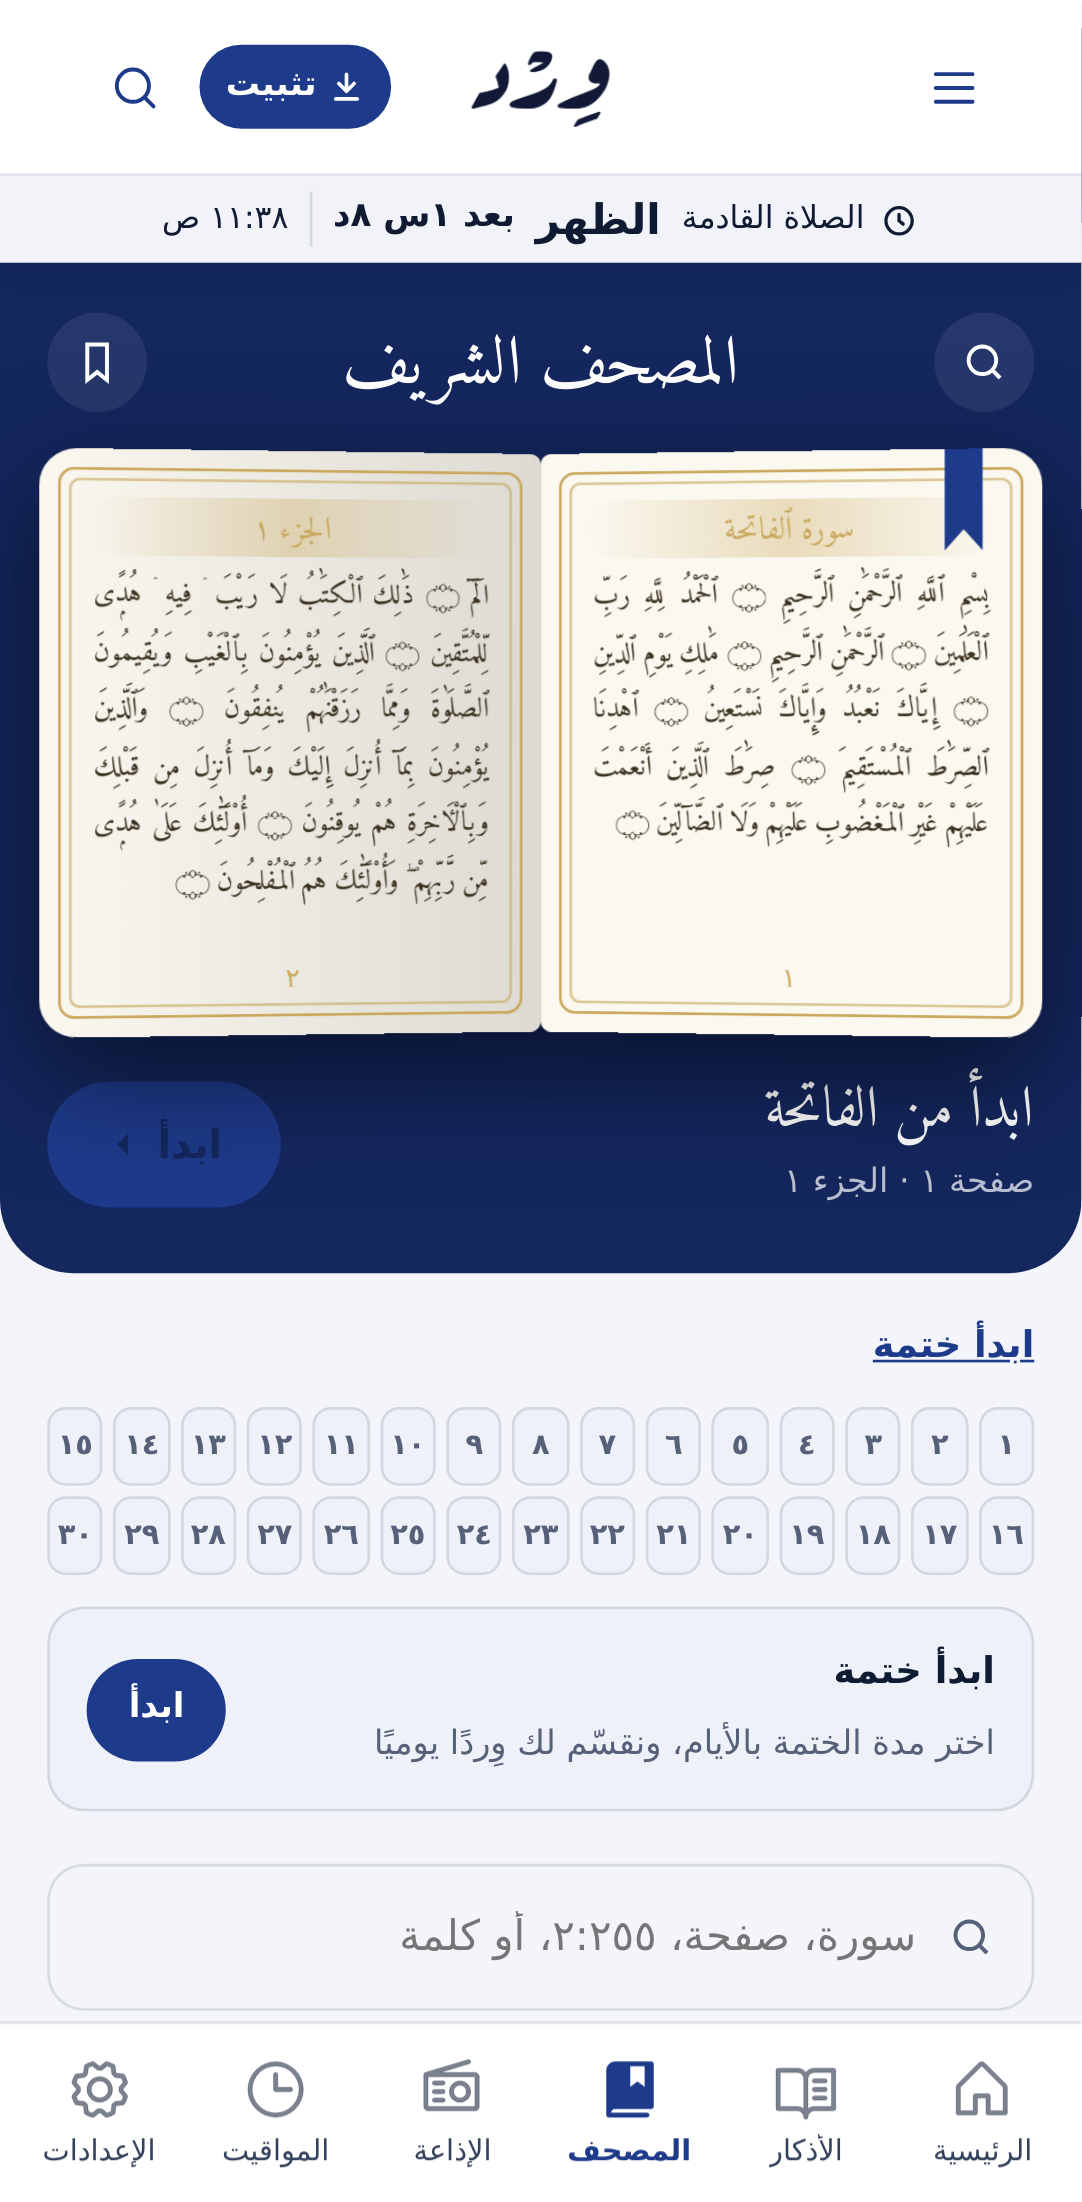 وِرْد
تثبيت
الصلاة القادمة الظهر بعد ١س ٨د ١١:٣٨ ص
المصحف الشريف
سورة ٱلفاتحة
بِسْمِ ٱللَّهِ ٱلرَّحْمَٰنِ ٱلرَّحِيمِ ۝ ٱلْحَمْدُ لِلَّهِ رَبِّ
ٱلْعَٰلَمِينَ ۝ ٱلرَّحْمَٰنِ ٱلرَّحِيمِ ۝ مَٰلِكِ يَوْمِ ٱلدِّينِ
۝ إِيَّاكَ نَعْبُدُ وَإِيَّاكَ نَسْتَعِينُ ۝ ٱهْدِنَا
ٱلصِّرَٰطَ ٱلْمُسْتَقِيمَ ۝ صِرَٰطَ ٱلَّذِينَ أَنْعَمْتَ
عَلَيْهِمْ غَيْرِ ٱلْمَغْضُوبِ عَلَيْهِمْ وَلَا ٱلضَّآلِّينَ ۝
١
الجزء ١
الٓمٓ ۝ ذَٰلِكَ ٱلْكِتَٰبُ لَا رَيْبَ ۛ فِيهِ ۛ هُدًى
لِّلْمُتَّقِينَ ۝ ٱلَّذِينَ يُؤْمِنُونَ بِٱلْغَيْبِ وَيُقِيمُونَ
ٱلصَّلَوٰةَ وَمِمَّا رَزَقْنَٰهُمْ يُنفِقُونَ ۝ وَٱلَّذِينَ
يُؤْمِنُونَ بِمَآ أُنزِلَ إِلَيْكَ وَمَآ أُنزِلَ مِن قَبْلِكَ
وَبِٱلْـَٔاخِرَةِ هُمْ يُوقِنُونَ ۝ أُو۟لَٰٓئِكَ عَلَىٰ هُدًى
مِّن رَّبِّهِمْ ۖ وَأُو۟لَٰٓئِكَ هُمُ ٱلْمُفْلِحُونَ ۝
٢
ابدأ من الفاتحة
صفحة ١ · الجزء ١
ابدأ
ابدأ ختمة
١ ٢ ٣ ٤ ٥ ٦ ٧ ٨ ٩ ١٠ ١١ ١٢ ١٣ ١٤ ١٥
١٦ ١٧ ١٨ ١٩ ٢٠ ٢١ ٢٢ ٢٣ ٢٤ ٢٥ ٢٦ ٢٧ ٢٨ ٢٩ ٣٠
ابدأ ختمة
اختر مدة الختمة بالأيام، ونقسّم لك وِردًا يوميًا
ابدأ
سورة، صفحة، ٢:٢٥٥، أو كلمة
الرئيسية الأذكار المصحف الإذاعة المواقيت الإعدادات